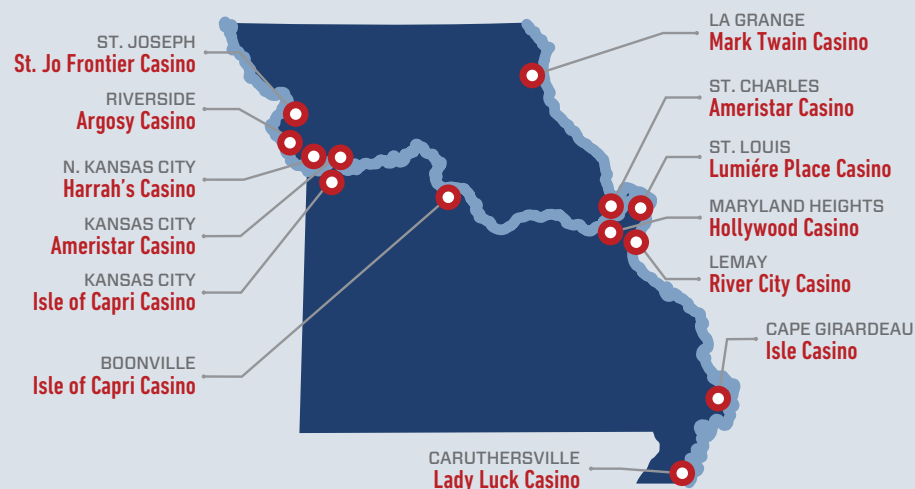 ST. JOSEPH
St. Jo Frontier Casino
RIVERSIDE
Argosy Casino
N. KANSAS CITY
Harrah's Casino
KANSAS CITY
Ameristar Casino
KANSAS CITY
Isle of Capri Casino
BOONVILLE
Isle of Capri Casino
LA GRANGE
Mark Twain Casino
ST. CHARLES
Ameristar Casino
ST. LOUIS
Lumiére Place Casino
MARYLAND HEIGHTS
Hollywood Casino
LEMAY
River City Casino
CAPE GIRARDEAU
Isle Casino
CARUTHERSVILLE
Lady Luck Casino